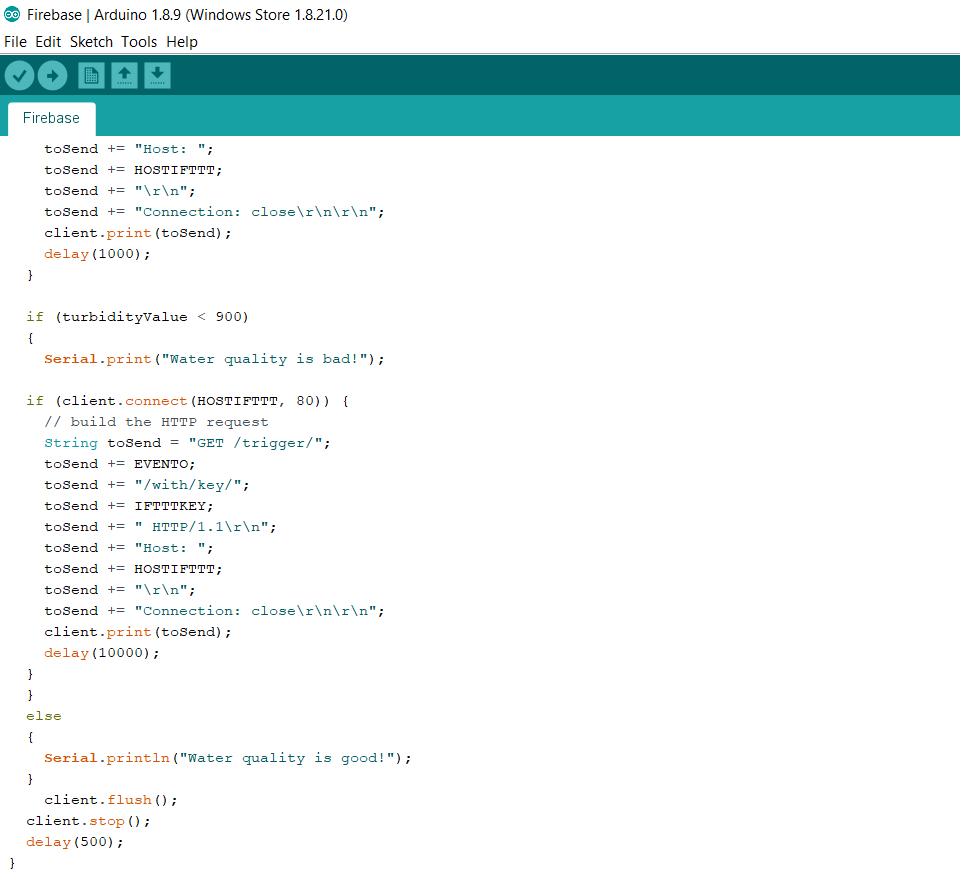 Firebase | Arduino 1.8.9 (Windows Store 1.8.21.0)
File Edit Sketch Tools Help
Firebase
toSend += "Host: ";
toSend += HOSTIFTTT;
toSend += "\r\n";
toSend += "Connection: close\r\n\r\n";
client.print(toSend);
delay(1000);
}
if (turbidityValue < 900)
{
Serial.print("Water quality is bad!");
if (client.connect(HOSTIFTTT, 80)) {
// build the HTTP request
String toSend = "GET /trigger/";
toSend += EVENTO;
toSend += "/with/key/";
toSend += IFTTTKEY;
toSend += " HTTP/1.1\r\n";
toSend += "Host: ";
toSend += HOSTIFTTT;
toSend += "\r\n";
toSend += "Connection: close\r\n\r\n";
client.print(toSend);
delay(10000);
}
}
else
{
Serial.println("Water quality is good!");
}
client.flush();
client.stop();
delay(500);
}